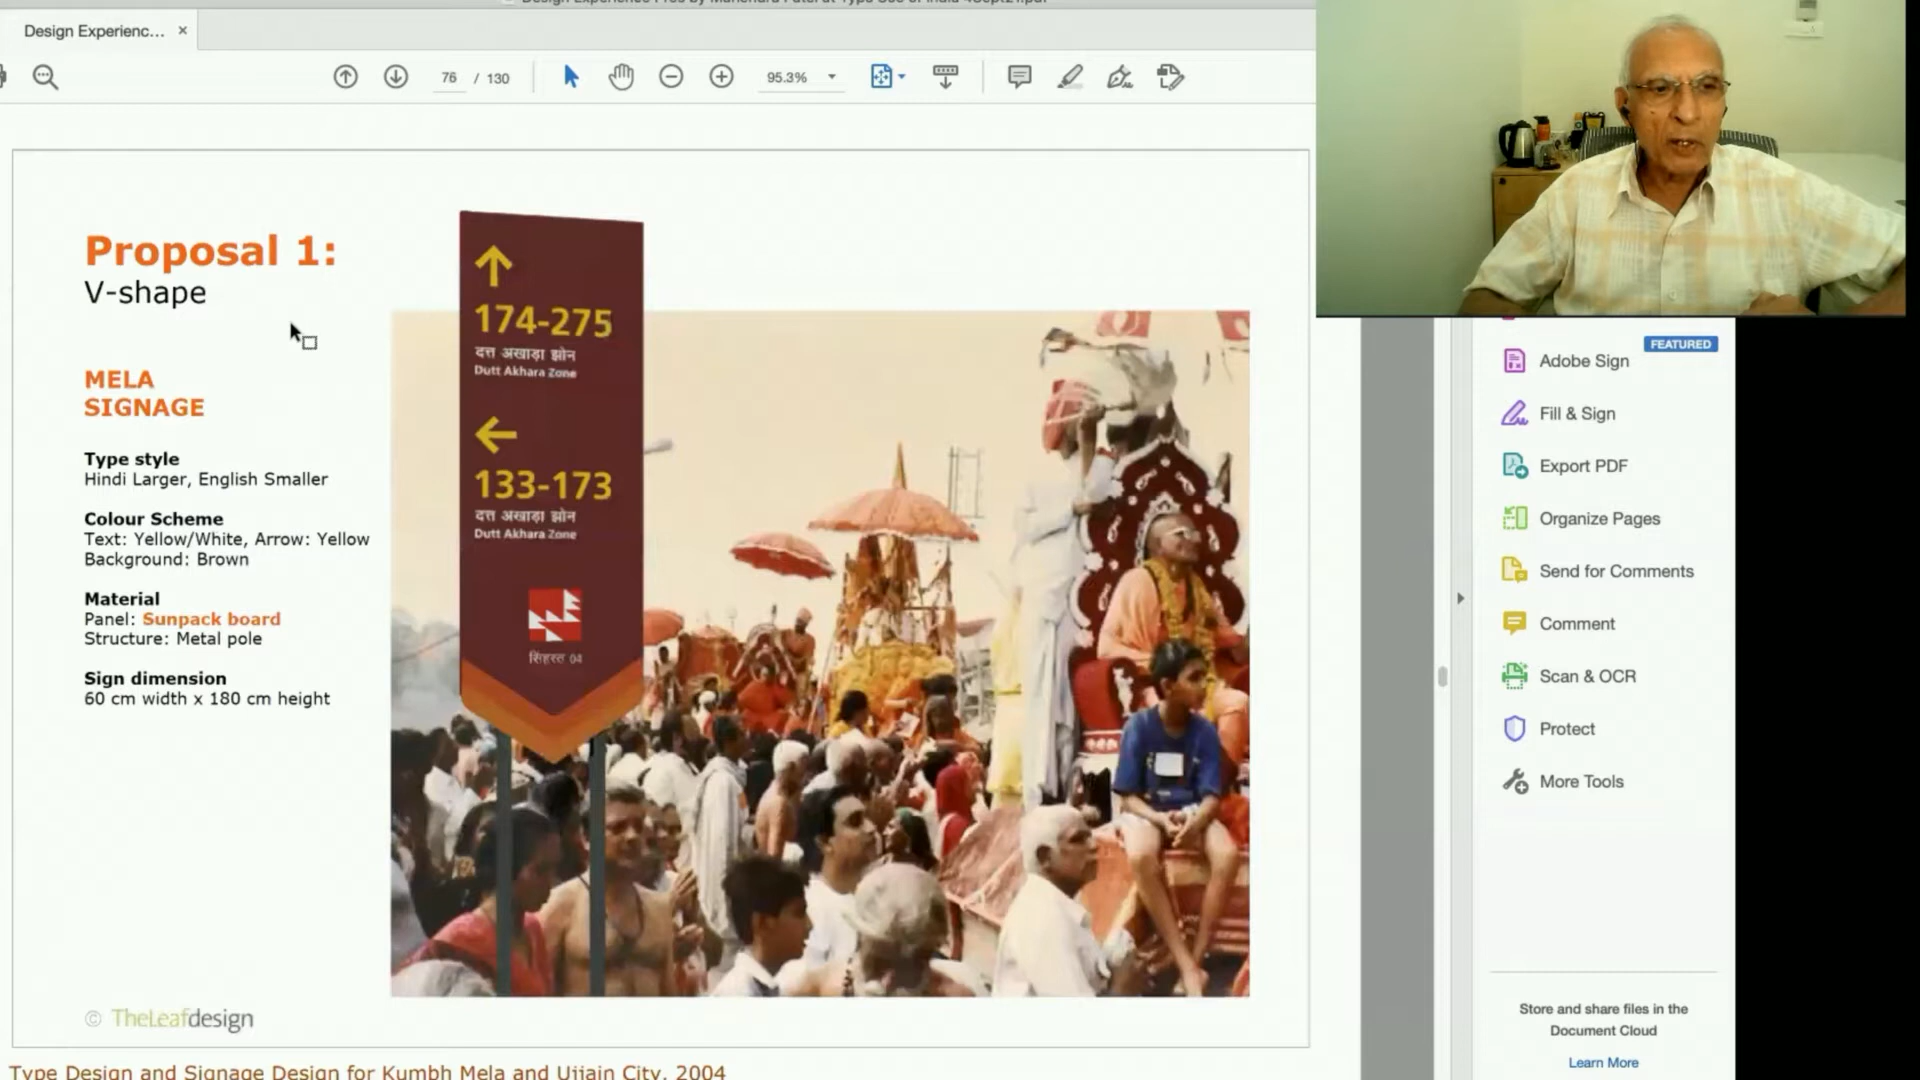 Design Experienc... ×
76 / 130
95.3%
Proposal 1:
V-shape
MELA
SIGNAGE
Type style
Hindi Larger, English Smaller
Colour Scheme
Text: Yellow/White, Arrow: Yellow
Background: Brown
Material
Panel: Sunpack board
Structure: Metal pole
Sign dimension
60 cm width x 180 cm height
© TheLeafdesign
174-275
दत्त अखाड़ा झोन
Dutt Akhara Zone
133-173
दत्त अखाड़ा झोन
Dutt Akhara Zone
सिंहस्त 04
Type Design and Signage Design for Kumbh Mela and Ujjain City, 2004
FEATURED
Adobe Sign
Fill & Sign
Export PDF
Organize Pages
Send for Comments
Comment
Scan & OCR
Protect
More Tools
Store and share files in the
Document Cloud
Learn More